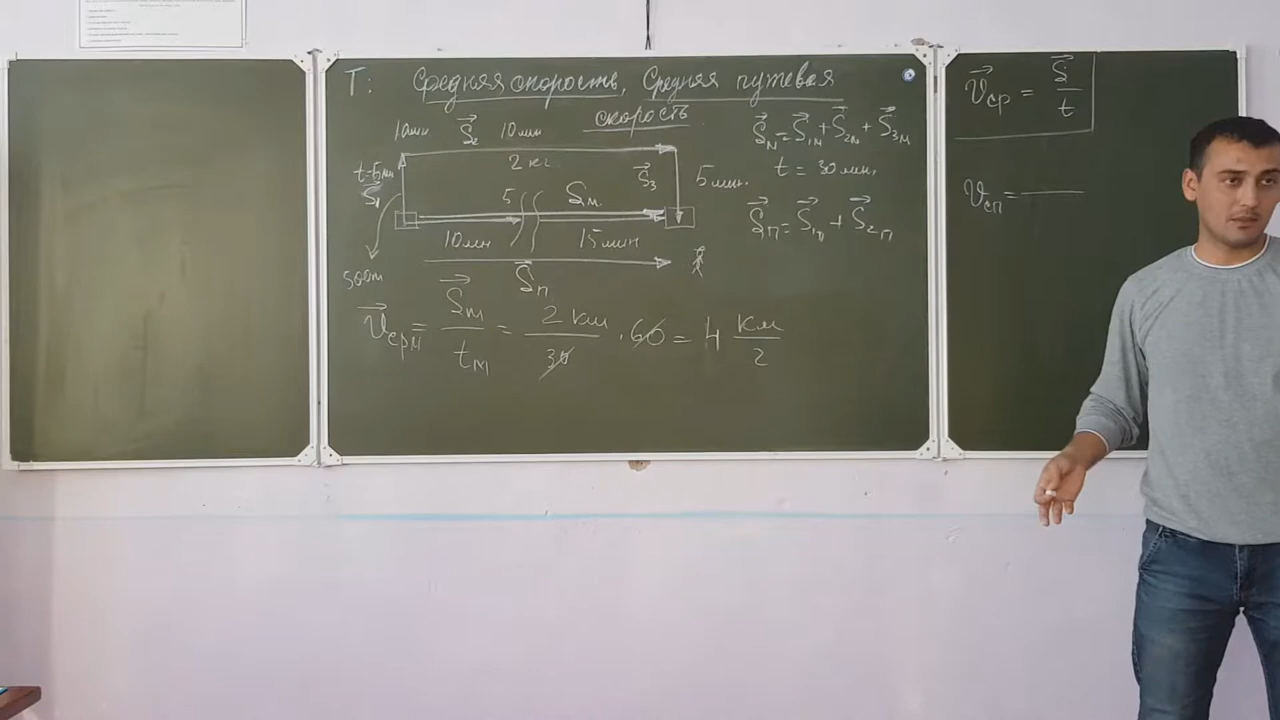 Т: Средняя скорость, Средняя путевая
скорость
10мин S⃗₂ 10мин
2 кг.
t=5мин
S⃗₁
S⃗₃
5мин.
5
Sм
10мин
15мин
500м
S⃗п
S⃗м = S⃗₁м + S⃗₂м + S⃗₃м
t = 30 мин.
S⃗п = S⃗₁п + S⃗₂п
v⃗срм = S⃗м / tм = 2 км / 30 · 60 = 4 км / г
v⃗ср = S⃗ / t
vсп =